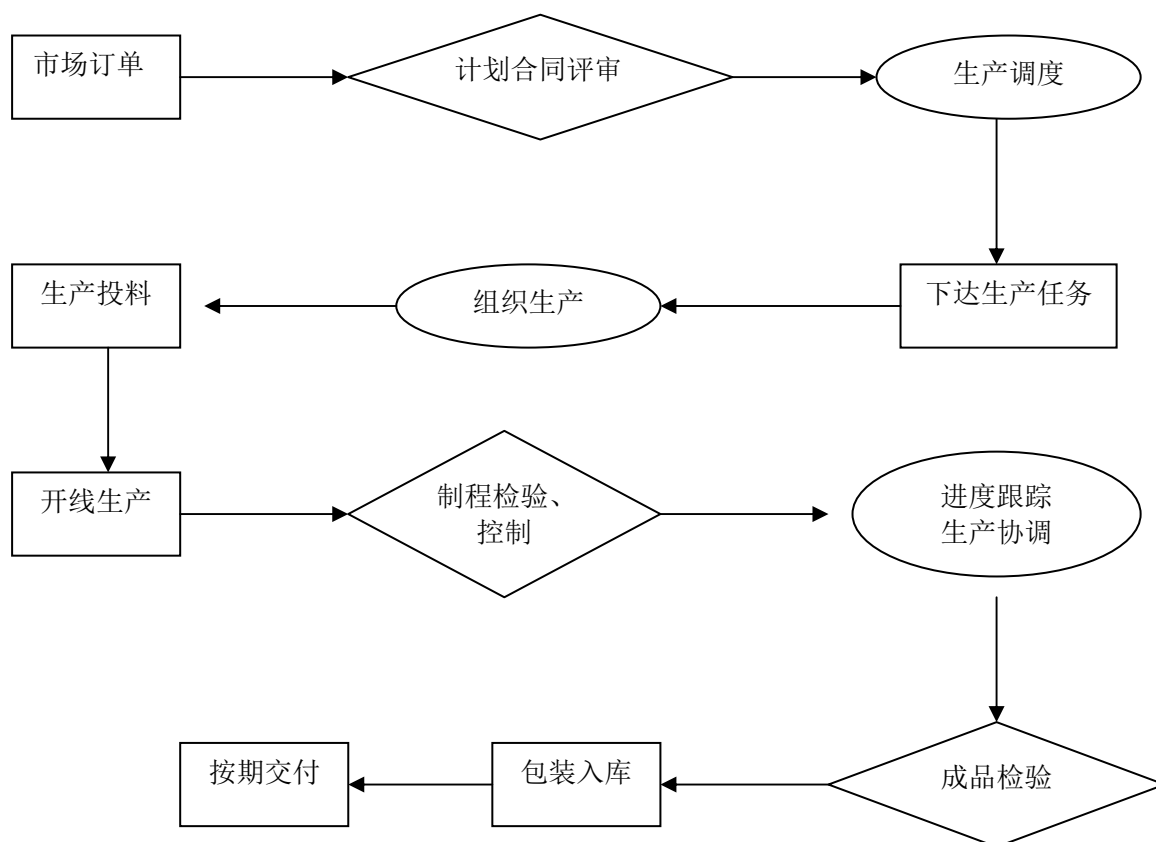 市场订单
计划合同评审
生产调度
生产投料
组织生产
下达生产任务
开线生产
制程检验、
控制
进度跟踪
生产协调
按期交付
包装入库
成品检验